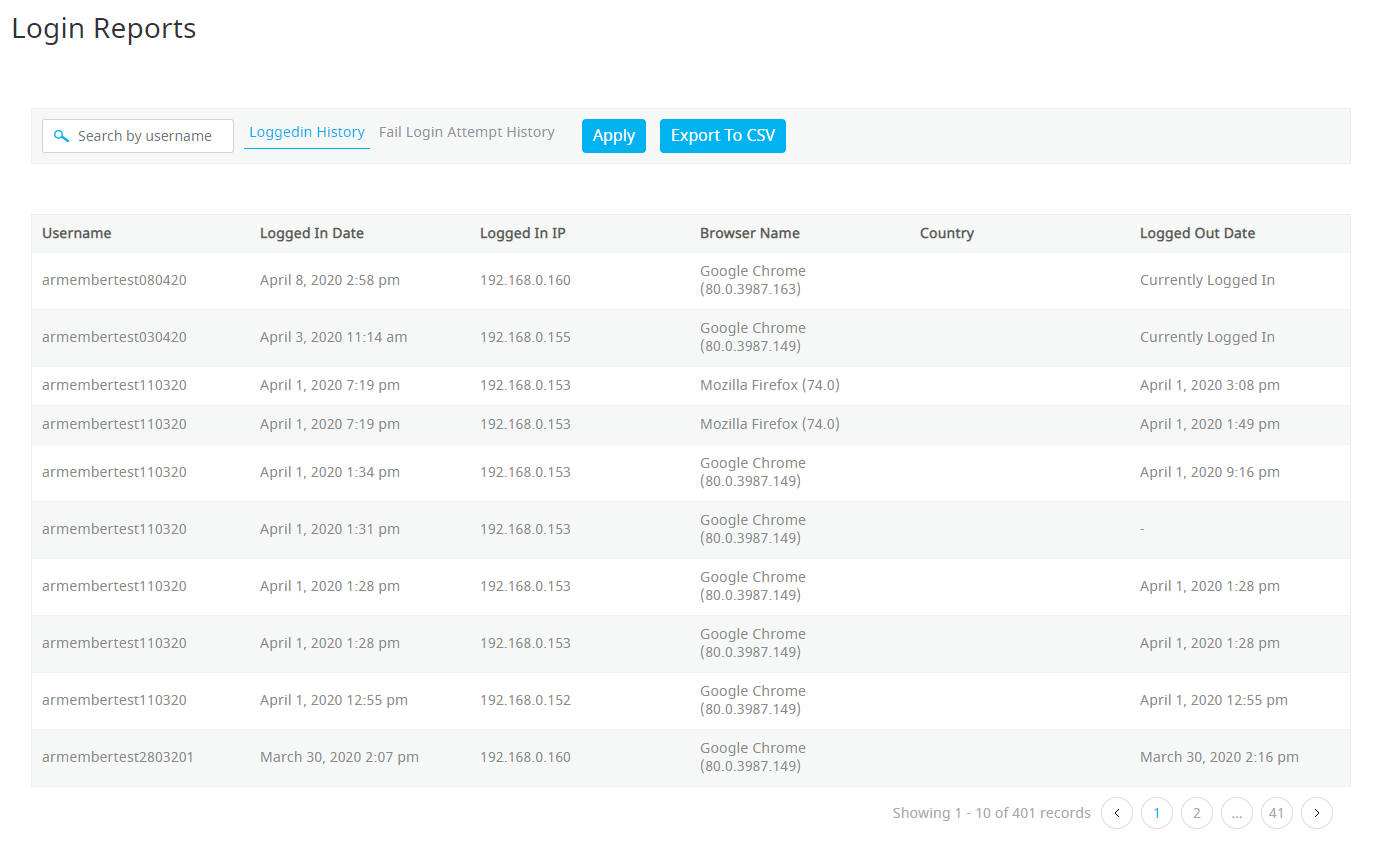 Login Reports
Search by username Loggedin History Fail Login Attempt History Apply Export To CSV
Username Logged In Date Logged In IP Browser Name Country Logged Out Date
armembertest080420 April 8, 2020 2:58 pm 192.168.0.160 Google Chrome (80.0.3987.163) Currently Logged In
armembertest030420 April 3, 2020 11:14 am 192.168.0.155 Google Chrome (80.0.3987.149) Currently Logged In
armembertest110320 April 1, 2020 7:19 pm 192.168.0.153 Mozilla Firefox (74.0) April 1, 2020 3:08 pm
armembertest110320 April 1, 2020 7:19 pm 192.168.0.153 Mozilla Firefox (74.0) April 1, 2020 1:49 pm
armembertest110320 April 1, 2020 1:34 pm 192.168.0.153 Google Chrome (80.0.3987.149) April 1, 2020 9:16 pm
armembertest110320 April 1, 2020 1:31 pm 192.168.0.153 Google Chrome (80.0.3987.149) -
armembertest110320 April 1, 2020 1:28 pm 192.168.0.153 Google Chrome (80.0.3987.149) April 1, 2020 1:28 pm
armembertest110320 April 1, 2020 1:28 pm 192.168.0.153 Google Chrome (80.0.3987.149) April 1, 2020 1:28 pm
armembertest110320 April 1, 2020 12:55 pm 192.168.0.152 Google Chrome (80.0.3987.149) April 1, 2020 12:55 pm
armembertest2803201 March 30, 2020 2:07 pm 192.168.0.160 Google Chrome (80.0.3987.149) March 30, 2020 2:16 pm
Showing 1 - 10 of 401 records ‹ 1 2 ... 41 ›